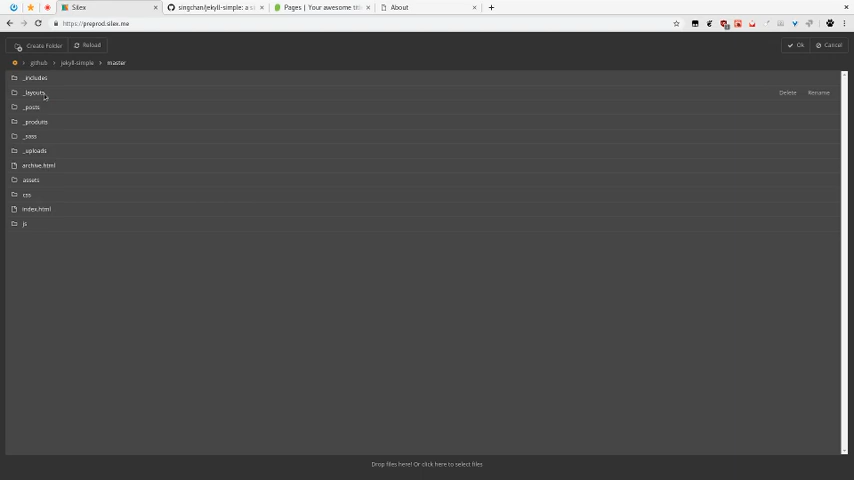 Silex
singchan/jekyll-simple: a sa
Pages | Your awesome title
About
https://preprod.silex.me
Create Folder
Reload
Ok
Cancel
github > jekyll-simple > master
_includes
_layouts
Delete
Rename
_posts
_produits
_sass
_uploads
archive.html
assets
css
index.html
js
Drop files here! Or click here to select files